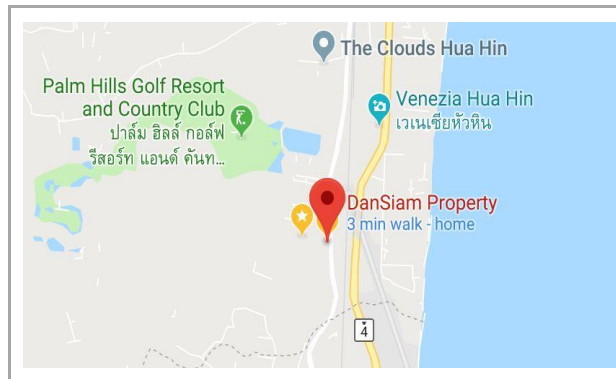 The Clouds Hua Hin
Palm Hills Golf Resort
and Country Club
ปาล์ม ฮิลล์ กอล์ฟ
รีสอร์ท แอนด์ คันท...
Venezia Hua Hin
เวเนเซียหัวหิน
DanSiam Property
3 min walk - home
4